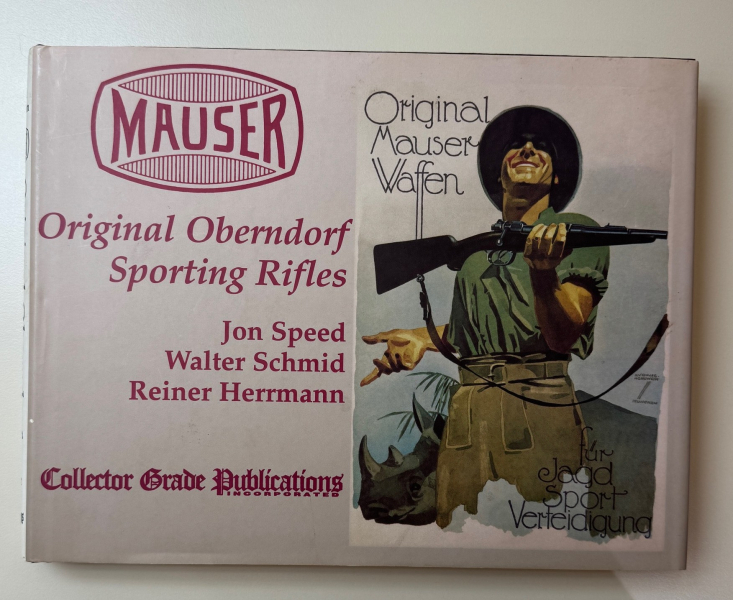 MAUSER
Original Oberndorf
Sporting Rifles
Jon Speed
Walter Schmid
Reiner Herrmann
Collector Grade Publications
INCORPORATED
Original
Mauser
Waffen
für
Jagd
Sport
Verteidigung